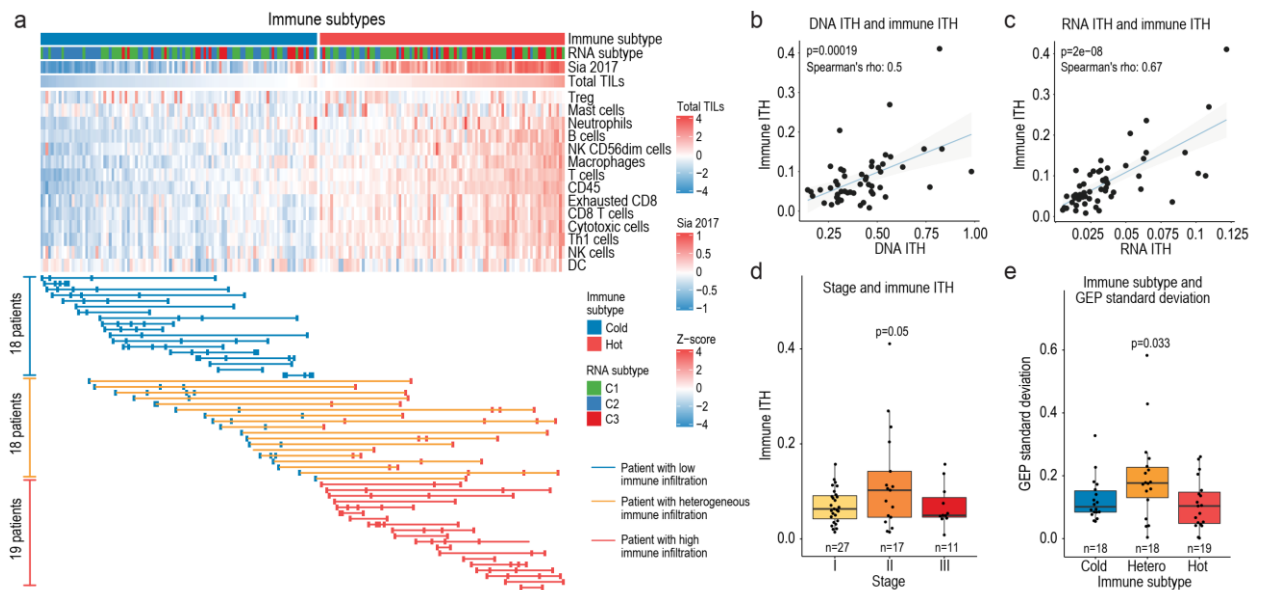 a
Immune subtypes
Immune subtype
RNA subtype
Sia 2017
Total TILs
Treg
Mast cells
Neutrophils
B cells
NK CD56dim cells
Macrophages
T cells
CD45
Exhausted CD8
CD8 T cells
Cytotoxic cells
Th1 cells
NK cells
DC
18 patients
18 patients
19 patients
Total TILs
4
2
0
−2
−4
Sia 2017
1
0.5
0
−0.5
−1
Immune
subtype
Cold
Hot
RNA subtype
C1
C2
C3
Z-score
4
2
0
−2
−4
Patient with low
immune infiltration
Patient with heterogeneous
immune infiltration
Patient with high
immune infiltration
b
DNA ITH and immune ITH
p=0.00019
Spearman's rho: 0.5
Immune ITH
0.4
0.3
0.2
0.1
0.0
0.25
0.50
0.75
1.00
DNA ITH
c
RNA ITH and immune ITH
p=2e−08
Spearman's rho: 0.67
Immune ITH
0.4
0.3
0.2
0.1
0.0
0.025
0.05
0.075
0.1
0.125
RNA ITH
d
Stage and immune ITH
p=0.05
Immune ITH
0.4
0.2
0.0
n=27
n=17
n=11
I
II
III
Stage
e
Immune subtype and
GEP standard deviation
p=0.033
GEP standard deviation
0.6
0.4
0.2
0.0
n=18
n=18
n=19
Cold
Hetero
Hot
Immune subtype